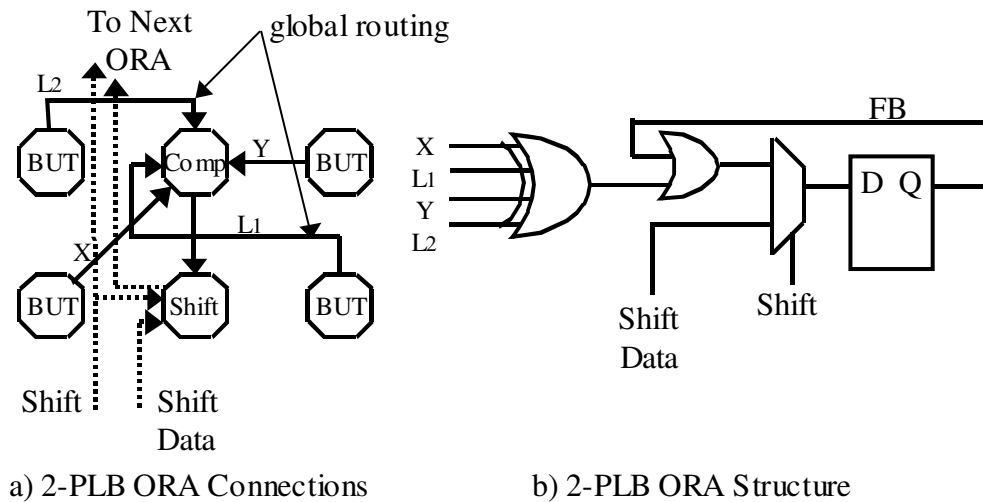 To Next
ORA
global routing
L2
BUT
Comp
Y
BUT
X
L1
BUT
Shift
BUT
Shift
Shift
Data
a) 2-PLB ORA Connections
FB
X
L1
Y
L2
D Q
Shift
Data
Shift
b) 2-PLB ORA Structure